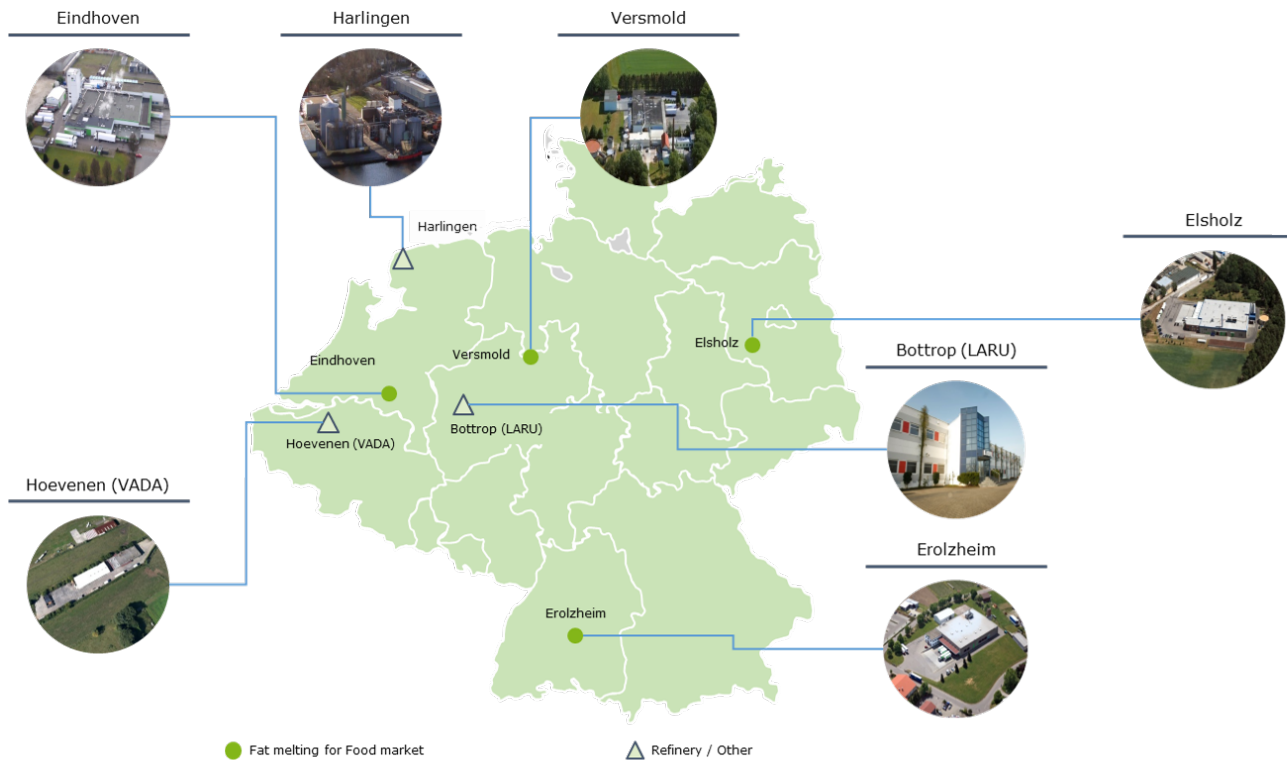 Eindhoven
Harlingen
Versmold
Harlingen
Elsholz
Versmold
Elsholz
Bottrop (LARU)
Eindhoven
Bottrop (LARU)
Hoevenen (VADA)
Hoevenen (VADA)
Erolzheim
Erolzheim
Fat melting for Food market
Refinery / Other